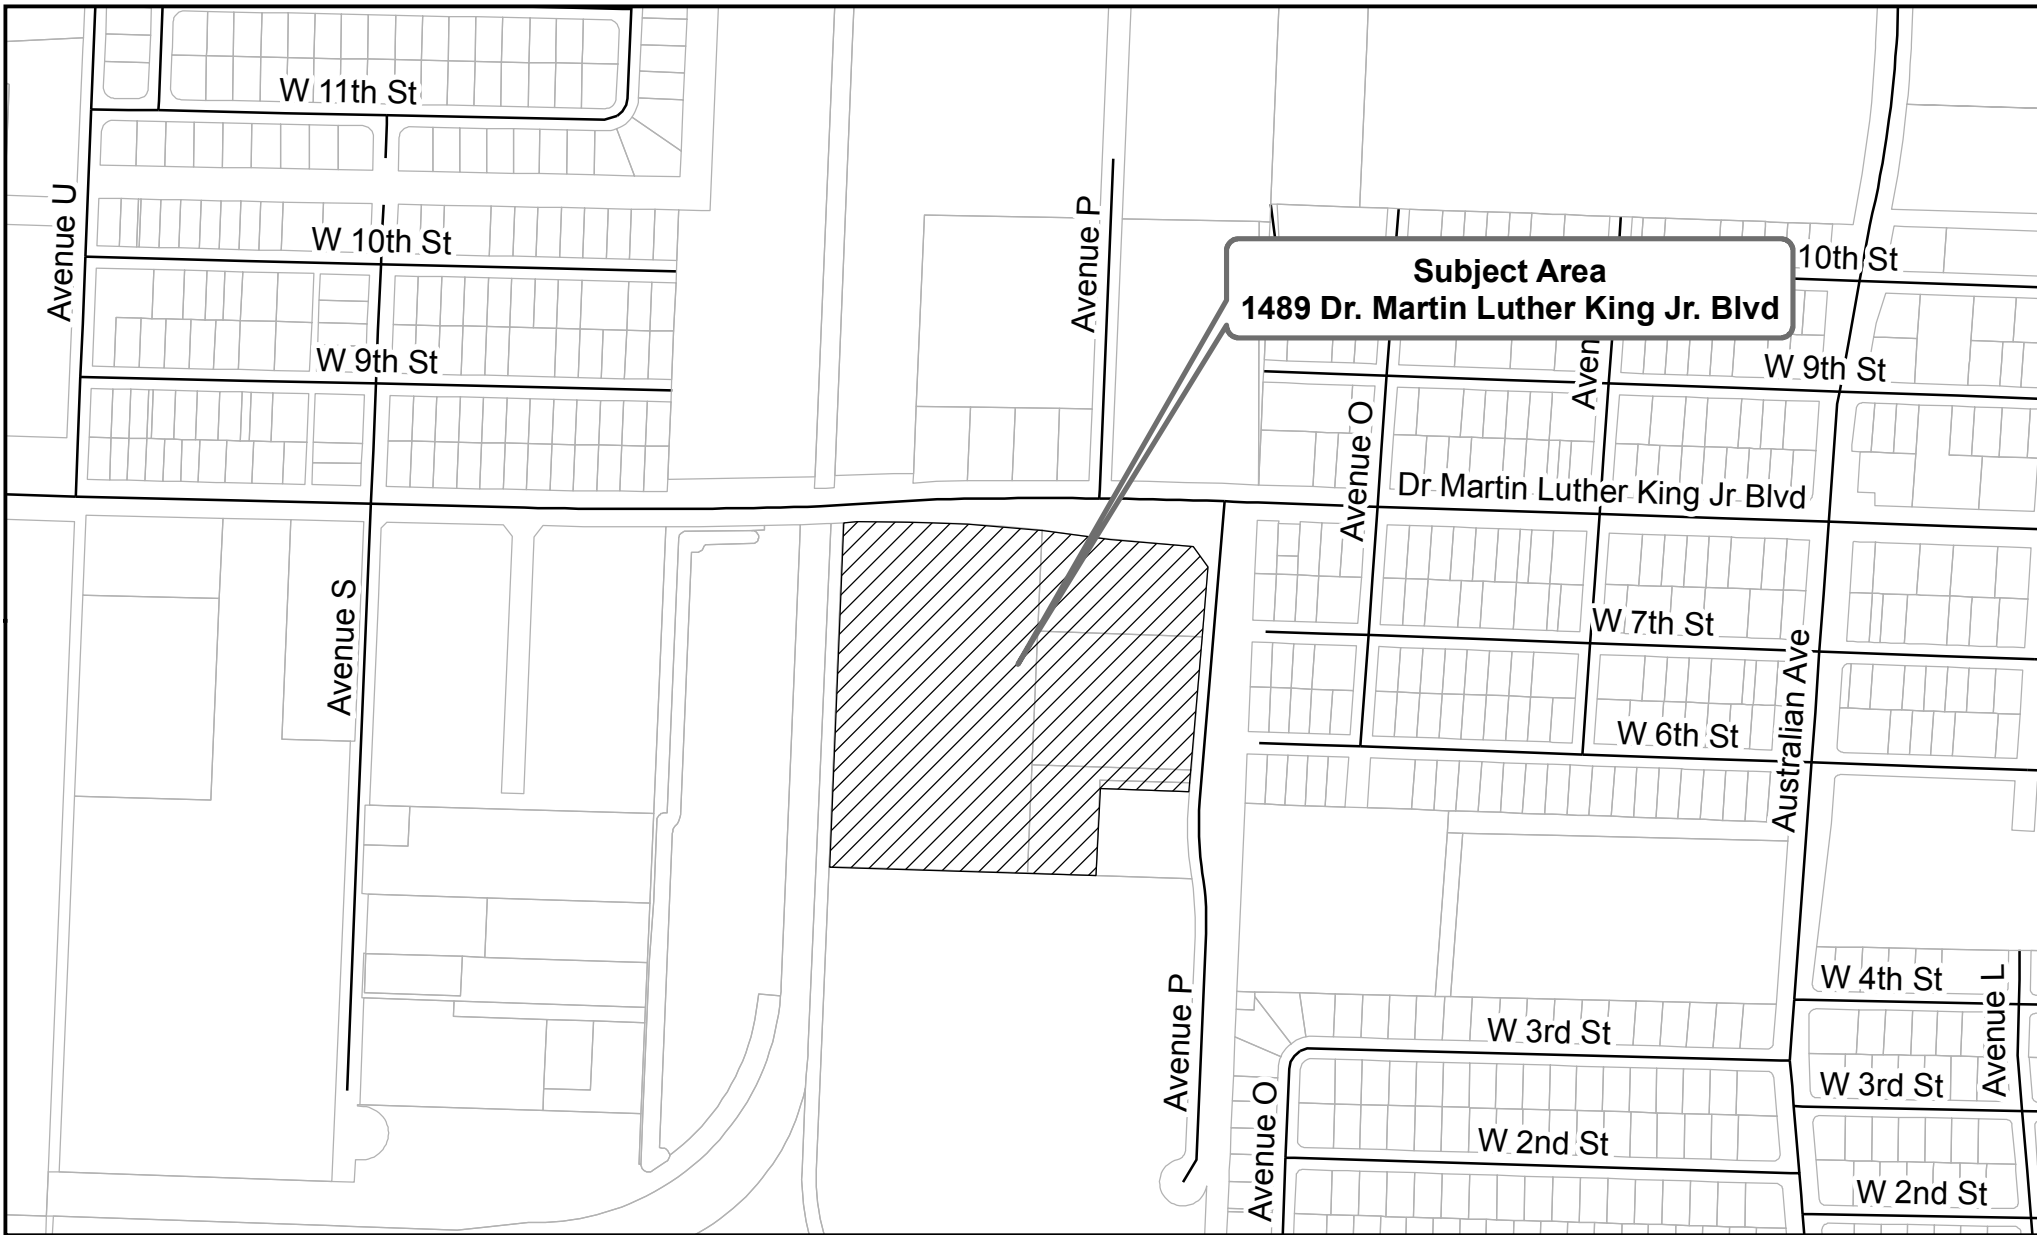 W 11th St
Avenue U
W 10th St
Avenue P
Subject Area
1489 Dr. Martin Luther King Jr. Blvd
10th St
W 9th St
W 9th St
Aven
Avenue O
Dr Martin Luther King Jr Blvd
Avenue S
W 7th St
Australian Ave
W 6th St
W 4th St
Avenue L
Avenue P
W 3rd St
W 3rd St
Avenue O
W 2nd St
W 2nd St